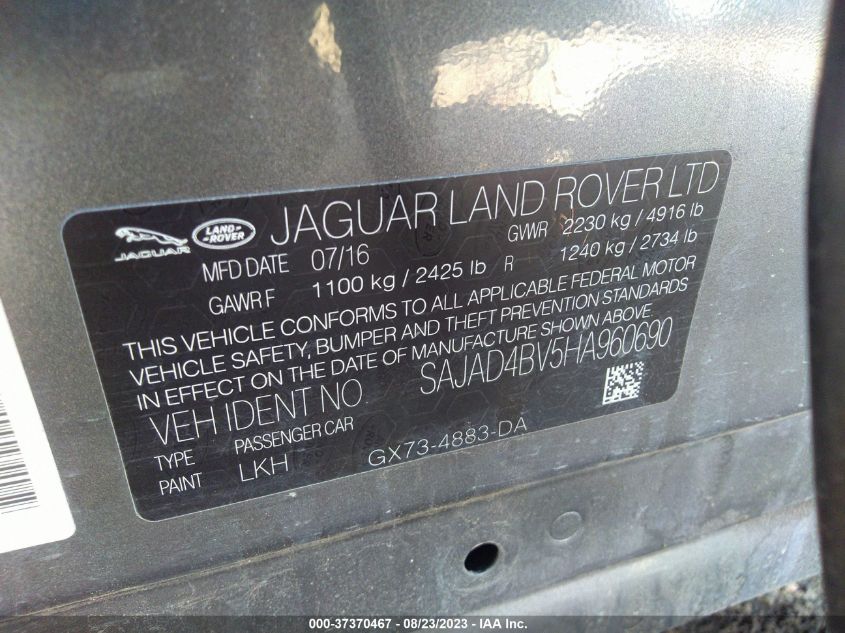 JAGUAR
LAND ROVER
JAGUAR LAND ROVER LTD
MFD DATE 07/16 GWWR 2230 kg / 4916 lb
GAWR F 1100 kg / 2425 lb R 1240 kg / 2734 lb
THIS VEHICLE CONFORMS TO ALL APPLICABLE FEDERAL MOTOR
VEHICLE SAFETY, BUMPER AND THEFT PREVENTION STANDARDS
IN EFFECT ON THE DATE OF MANUFACTURE SHOWN ABOVE
VEH IDENT NO SAJAD4BV5HA960690
TYPE PASSENGER CAR
PAINT LKH GX73-4883-DA
000-37370467 - 08/23/2023 - IAA Inc.